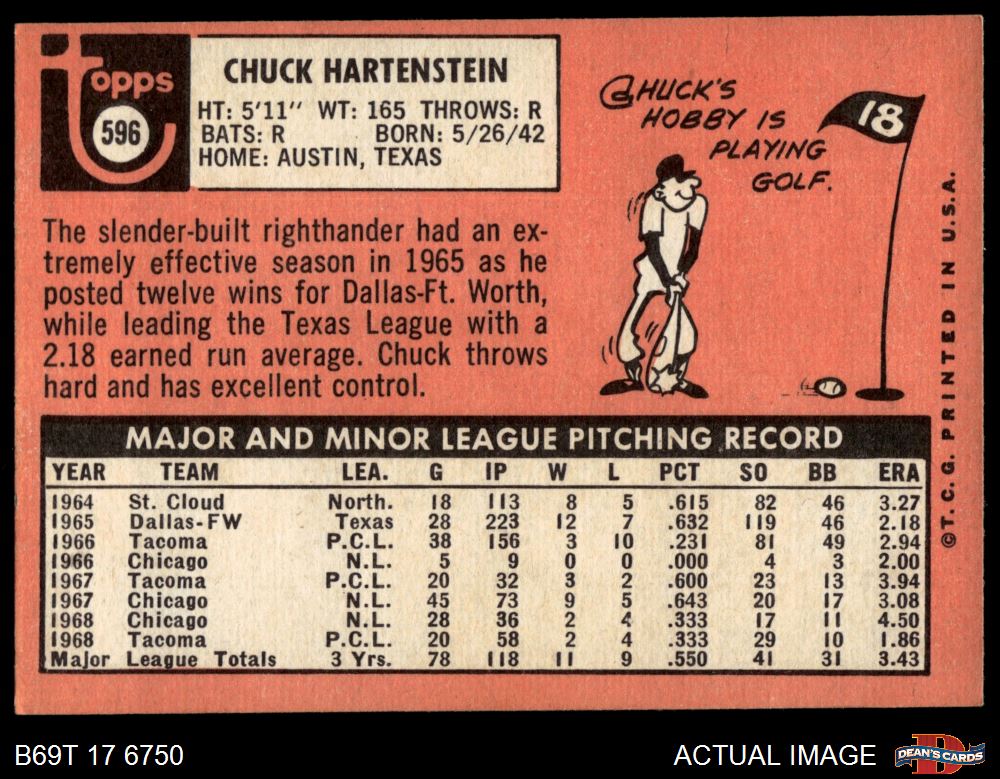 Topps
596
CHUCK HARTENSTEIN
HT: 5'11" WT: 165 THROWS: R
BATS: R BORN: 5/26/42
HOME: AUSTIN, TEXAS
CHUCK'S
HOBBY IS
PLAYING
GOLF.
18
The slender-built righthander had an ex-
tremely effective season in 1965 as he
posted twelve wins for Dallas-Ft. Worth,
while leading the Texas League with a
2.18 earned run average. Chuck throws
hard and has excellent control.
MAJOR AND MINOR LEAGUE PITCHING RECORD
YEAR TEAM LEA. G IP W L PCT SO BB ERA
1964 St. Cloud North. 18 113 8 5 .615 82 46 3.27
1965 Dallas-FW Texas 28 223 12 7 .632 119 46 2.18
1966 Tacoma P.C.L. 38 156 3 10 .231 81 49 2.94
1966 Chicago N.L. 5 9 0 0 .000 4 3 2.00
1967 Tacoma P.C.L. 20 32 3 2 .600 23 13 3.94
1967 Chicago N.L. 45 73 9 5 .643 20 17 3.08
1968 Chicago N.L. 28 36 2 4 .333 17 11 4.50
1968 Tacoma P.C.L. 20 58 2 4 .333 29 10 1.86
Major League Totals 3 Yrs. 78 118 11 9 .550 41 31 3.43
©T.C.G. PRINTED IN U.S.A.
B69T 17 6750
ACTUAL IMAGE
D
DEAN'S CARDS